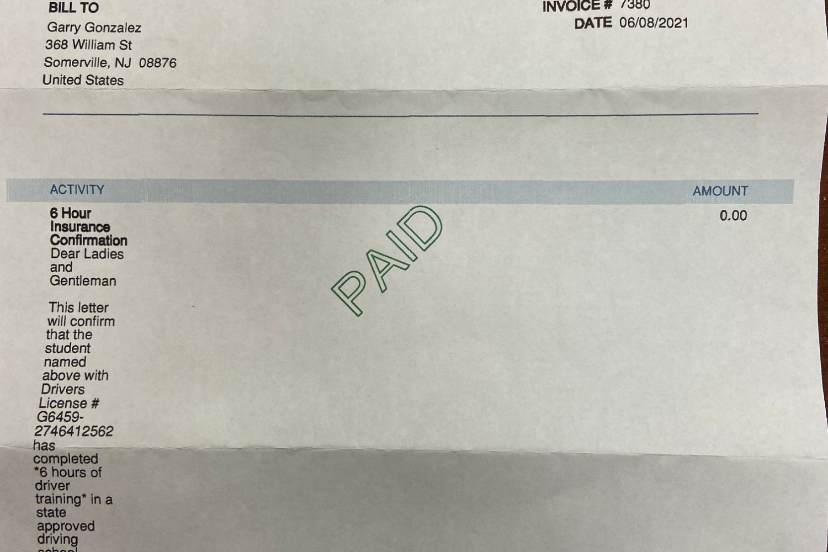 BILL TO
Garry Gonzalez
368 William St
Somerville, NJ 08876
United States
INVOICE # 7380
DATE 06/08/2021
ACTIVITY AMOUNT
6 Hour 0.00
Insurance
Confirmation
Dear Ladies
and
Gentleman
PAID
This letter
will confirm
that the
student
named
above with
Drivers
License #
G6459-
2746412562
has
completed
*6 hours of
driver
training* in a
state
approved
driving
school